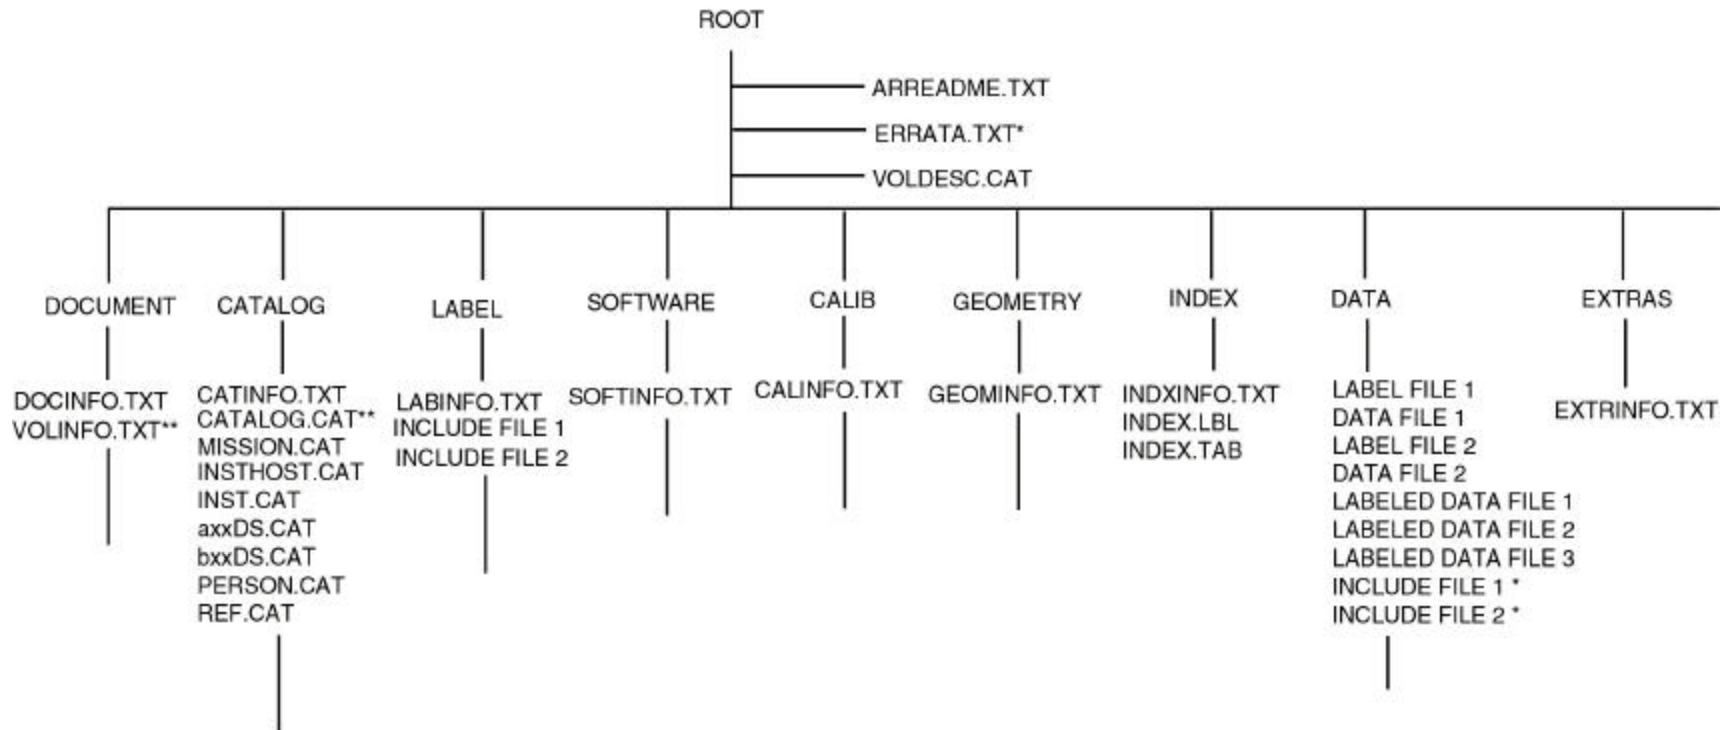 ROOT
ARREADME.TXT
ERRATA.TXT*
VOLDESC.CAT
DOCUMENT
DOCINFO.TXT
VOLINFO.TXT**
CATALOG
CATINFO.TXT
CATALOG.CAT**
MISSION.CAT
INSTHOST.CAT
INST.CAT
axxDS.CAT
bxxDS.CAT
PERSON.CAT
REF.CAT
LABEL
LABINFO.TXT
INCLUDE FILE 1
INCLUDE FILE 2
SOFTWARE
SOFTINFO.TXT
CALIB
CALINFO.TXT
GEOMETRY
GEOMINFO.TXT
INDEX
INDXINFO.TXT
INDEX.LBL
INDEX.TAB
DATA
LABEL FILE 1
DATA FILE 1
LABEL FILE 2
DATA FILE 2
LABELED DATA FILE 1
LABELED DATA FILE 2
LABELED DATA FILE 3
INCLUDE FILE 1 *
INCLUDE FILE 2 *
EXTRAS
EXTRINFO.TXT